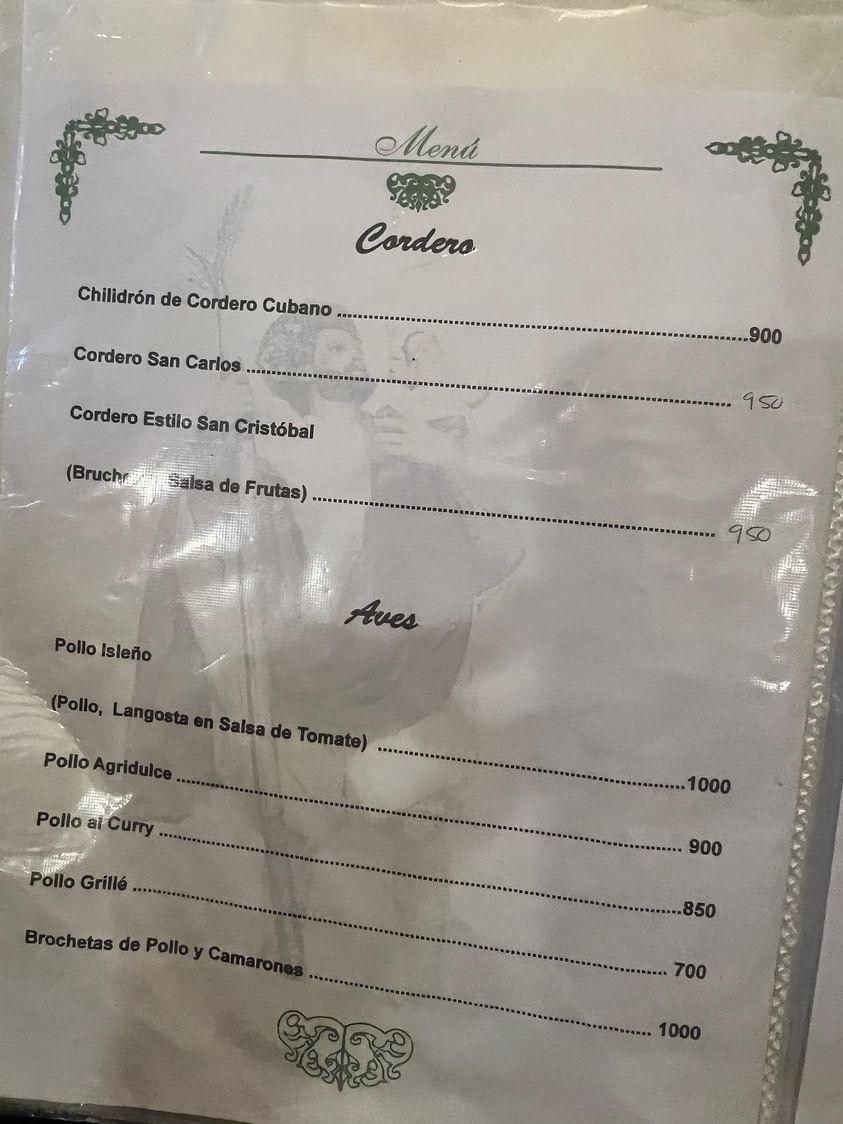 Menú
Cordero
Chilidrón de Cordero Cubano ........................................900
Cordero San Carlos ........................................ 950
Cordero Estilo San Cristóbal
Salsa de Frutas) ........................................ 950
Aves
Pollo Isleño
(Pollo, Langosta en Salsa de Tomate) ........................................1000
Pollo Agridulce ........................................ 900
Pollo al Curry ........................................850
Pollo Grillé ........................................ 700
Brochetas de Pollo y Camarones ........................................ 1000